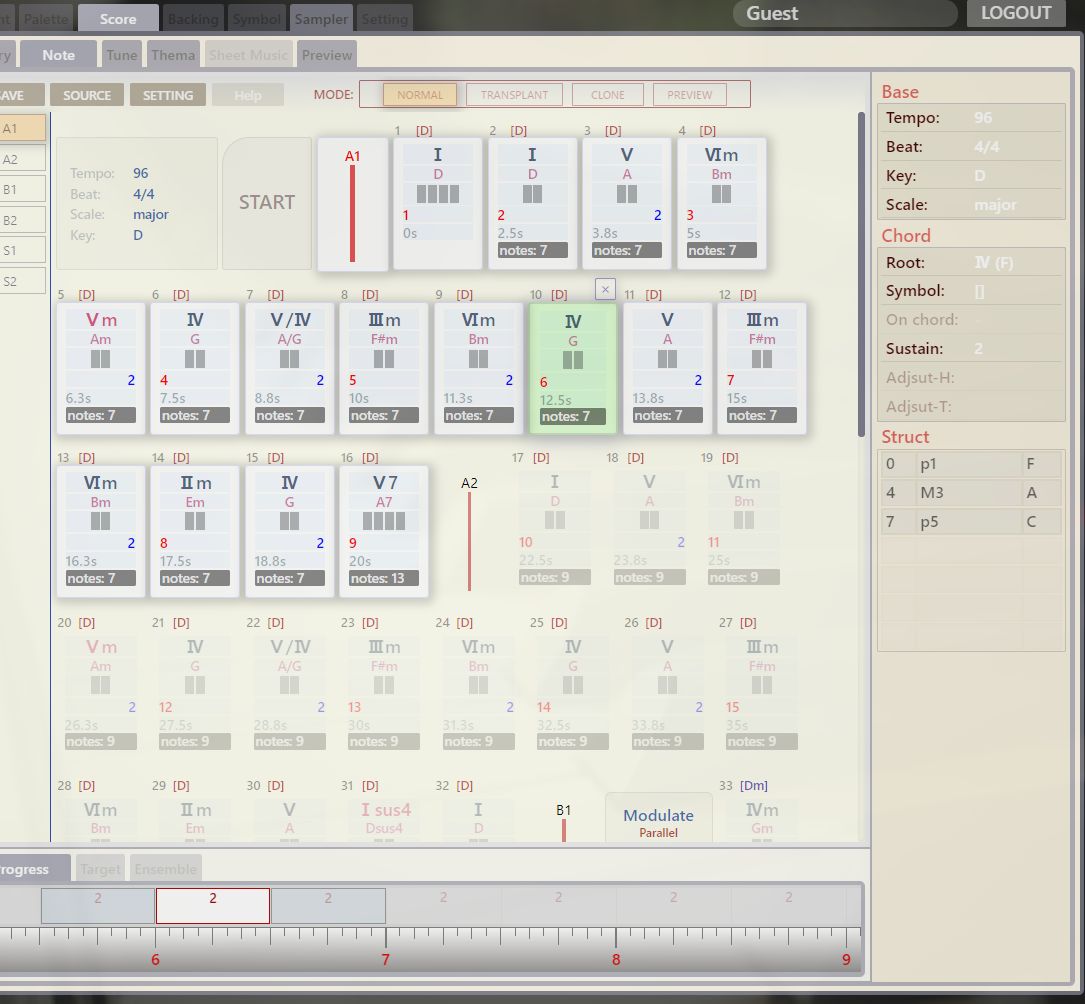 nt Palette Score Backing Symbol Sampler Setting Guest LOGOUT
ry Note Tune Thema Sheet Music Preview
AVE SOURCE SETTING Help MODE: NORMAL TRANSPLANT CLONE PREVIEW
A1
A2
B1
B2
S1
S2
Tempo: 96
Beat: 4/4
Scale: major
Key: D
START
A1
1 [D] 2 [D] 3 [D] 4 [D]
I I V Ⅵm
D D A Bm
1 2 2 3
0s 2.5s 3.8s 5s
notes: 7 notes: 7 notes: 7
×
5 [D] 6 [D] 7 [D] 8 [D] 9 [D] 10 [D] 11 [D] 12 [D]
Ⅴm Ⅳ Ⅴ/Ⅳ Ⅲm Ⅵm Ⅳ Ⅴ Ⅲm
Am G A/G F#m Bm G A F#m
2 4 2 5 2 6 2 7
6.3s 7.5s 8.8s 10s 11.3s 12.5s 13.8s 15s
notes: 7 notes: 7 notes: 7 notes: 7 notes: 7 notes: 7 notes: 7 notes: 7
13 [D] 14 [D] 15 [D] 16 [D] 17 [D] 18 [D] 19 [D]
Ⅵm Ⅱm Ⅳ Ⅴ7 A2 I V Ⅵm
Bm Em G A7 D A Bm
2 8 2 9 10 2 11
16.3s 17.5s 18.8s 20s 22.5s 23.8s 25s
notes: 7 notes: 7 notes: 7 notes: 13 notes: 9 notes: 9 notes: 9
20 [D] 21 [D] 22 [D] 23 [D] 24 [D] 25 [D] 26 [D] 27 [D]
Ⅴm Ⅳ Ⅴ/Ⅳ Ⅲm Ⅵm Ⅳ Ⅴ Ⅲm
Am G A/G F#m Bm G A F#m
2 12 2 13 2 14 2 15
26.3s 27.5s 28.8s 30s 31.3s 32.5s 33.8s 35s
notes: 9 notes: 9 notes: 9 notes: 9 notes: 9 notes: 9 notes: 9 notes: 9
28 [D] 29 [D] 30 [D] 31 [D] 32 [D] 33 [Dm]
Ⅵm Ⅱm Ⅴ I sus4 I B1 Modulate Ⅳm
Bm Em A Dsus4 D Parallel Gm
Base
Tempo: 96
Beat: 4/4
Key: D
Scale: major
Chord
Root: Ⅳ (F)
Symbol: []
On chord: -
Sustain: 2
Adjsut-H:
Adjsut-T:
Struct
0 p1 F
4 M3 A
7 p5 C
rogress Target Ensemble
2 2 2 2 2 2 2
6 7 8 9